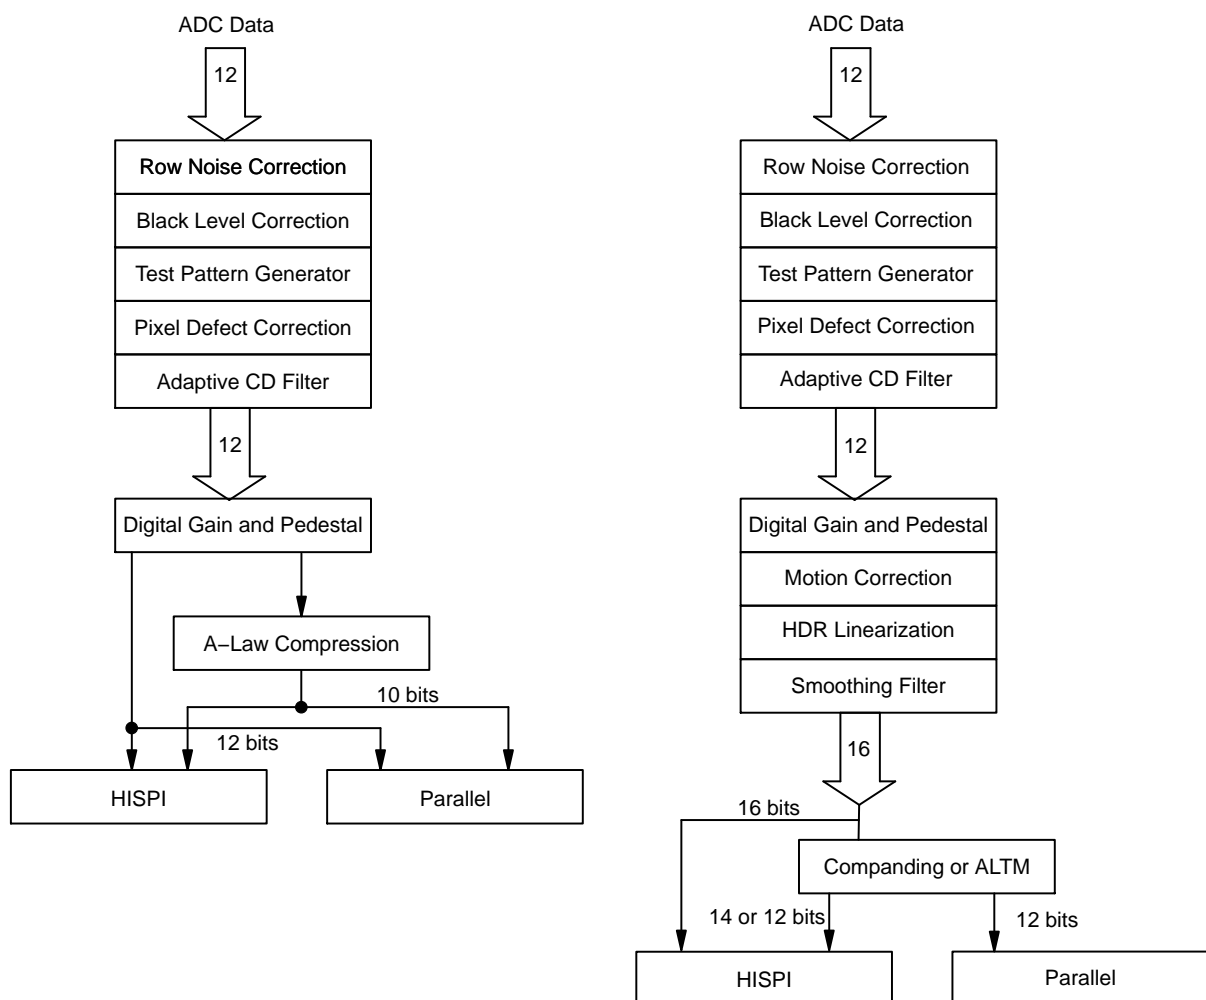 ADC Data
12
Row Noise Correction
Black Level Correction
Test Pattern Generator
Pixel Defect Correction
Adaptive CD Filter
12
Digital Gain and Pedestal
A−Law Compression
10 bits
12 bits
HISPI
Parallel
ADC Data
12
Row Noise Correction
Black Level Correction
Test Pattern Generator
Pixel Defect Correction
Adaptive CD Filter
12
Digital Gain and Pedestal
Motion Correction
HDR Linearization
Smoothing Filter
16
16 bits
Companding or ALTM
14 or 12 bits
12 bits
HISPI
Parallel